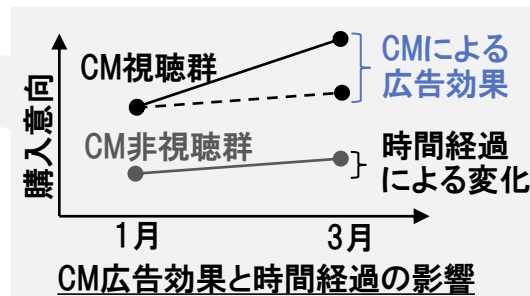 CM視聴群
CMによる
広告効果
購入意向
CM非視聴群
時間経過
による変化
1月
3月
CM広告効果と時間経過の影響